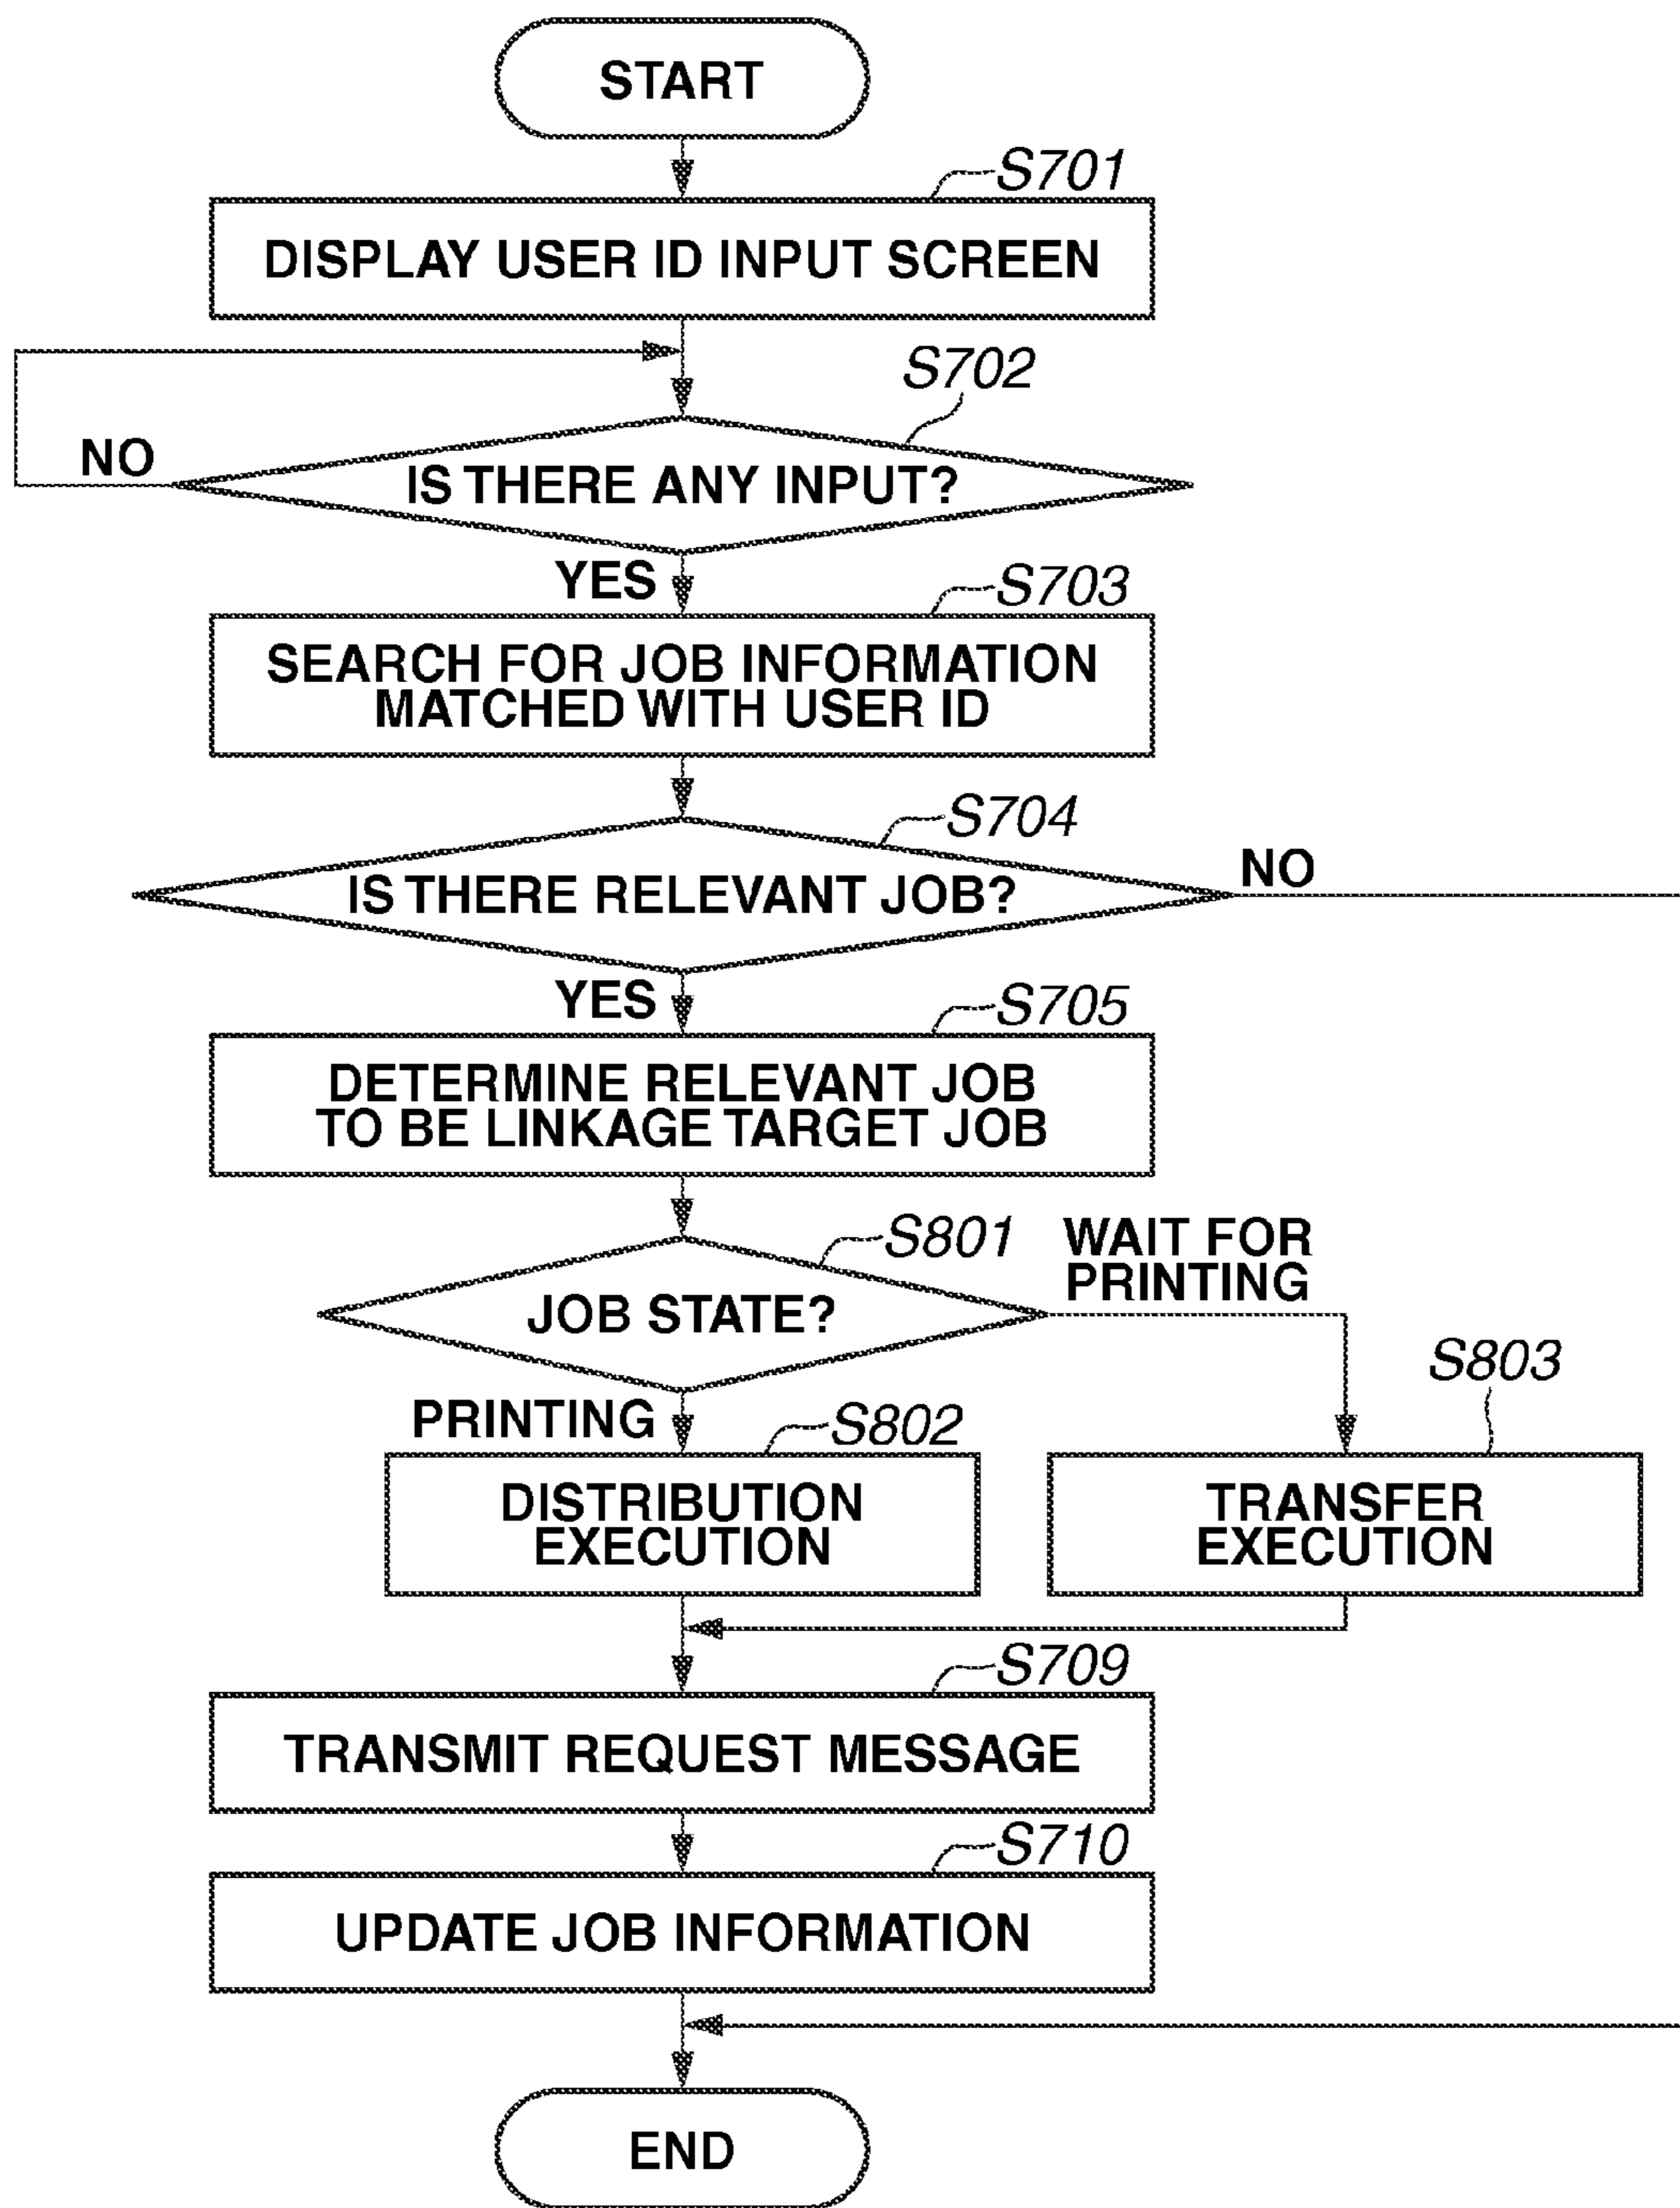 START
S701
DISPLAY USER ID INPUT SCREEN
S702
NO
IS THERE ANY INPUT?
YES
S703
SEARCH FOR JOB INFORMATION
MATCHED WITH USER ID
S704
NO
IS THERE RELEVANT JOB?
YES
S705
DETERMINE RELEVANT JOB
TO BE LINKAGE TARGET JOB
S801
WAIT FOR
PRINTING
JOB STATE?
S803
PRINTING
S802
DISTRIBUTION
EXECUTION
TRANSFER
EXECUTION
S709
TRANSMIT REQUEST MESSAGE
S710
UPDATE JOB INFORMATION
END